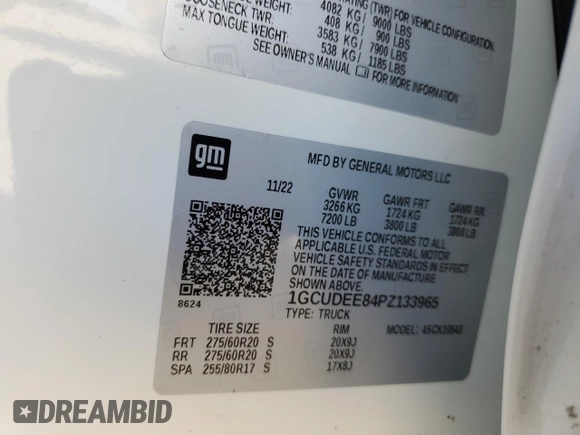 RATING (TWR) FOR VEHICLE CONFIGURATION.
4082 KG / 9000 LBS
GOOSENECK TWR: 408 KG / 900 LBS
3583 KG / 7900 LBS
MAX TONGUE WEIGHT: 538 KG / 1185 LBS
SEE OWNER'S MANUAL FOR MORE INFORMATION
gm
MFD BY GENERAL MOTORS LLC
11/22
GVWR GAWR FRT GAWR RR
3266 KG 1724 KG 1724 KG
7200 LB 3800 LB 3800 LB
THIS VEHICLE CONFORMS TO ALL
APPLICABLE U.S. FEDERAL MOTOR
VEHICLE SAFETY STANDARDS IN EFFECT
ON THE DATE OF MANUFACTURE
SHOWN ABOVE.
8624
1GCUDEE84PZ133965
TYPE: TRUCK
MODEL:
TIRE SIZE RIM
FRT 275/60R20 S 20X9J
RR 275/60R20 S 20X9J
SPA 255/80R17 S 17X8J
DREAMBID